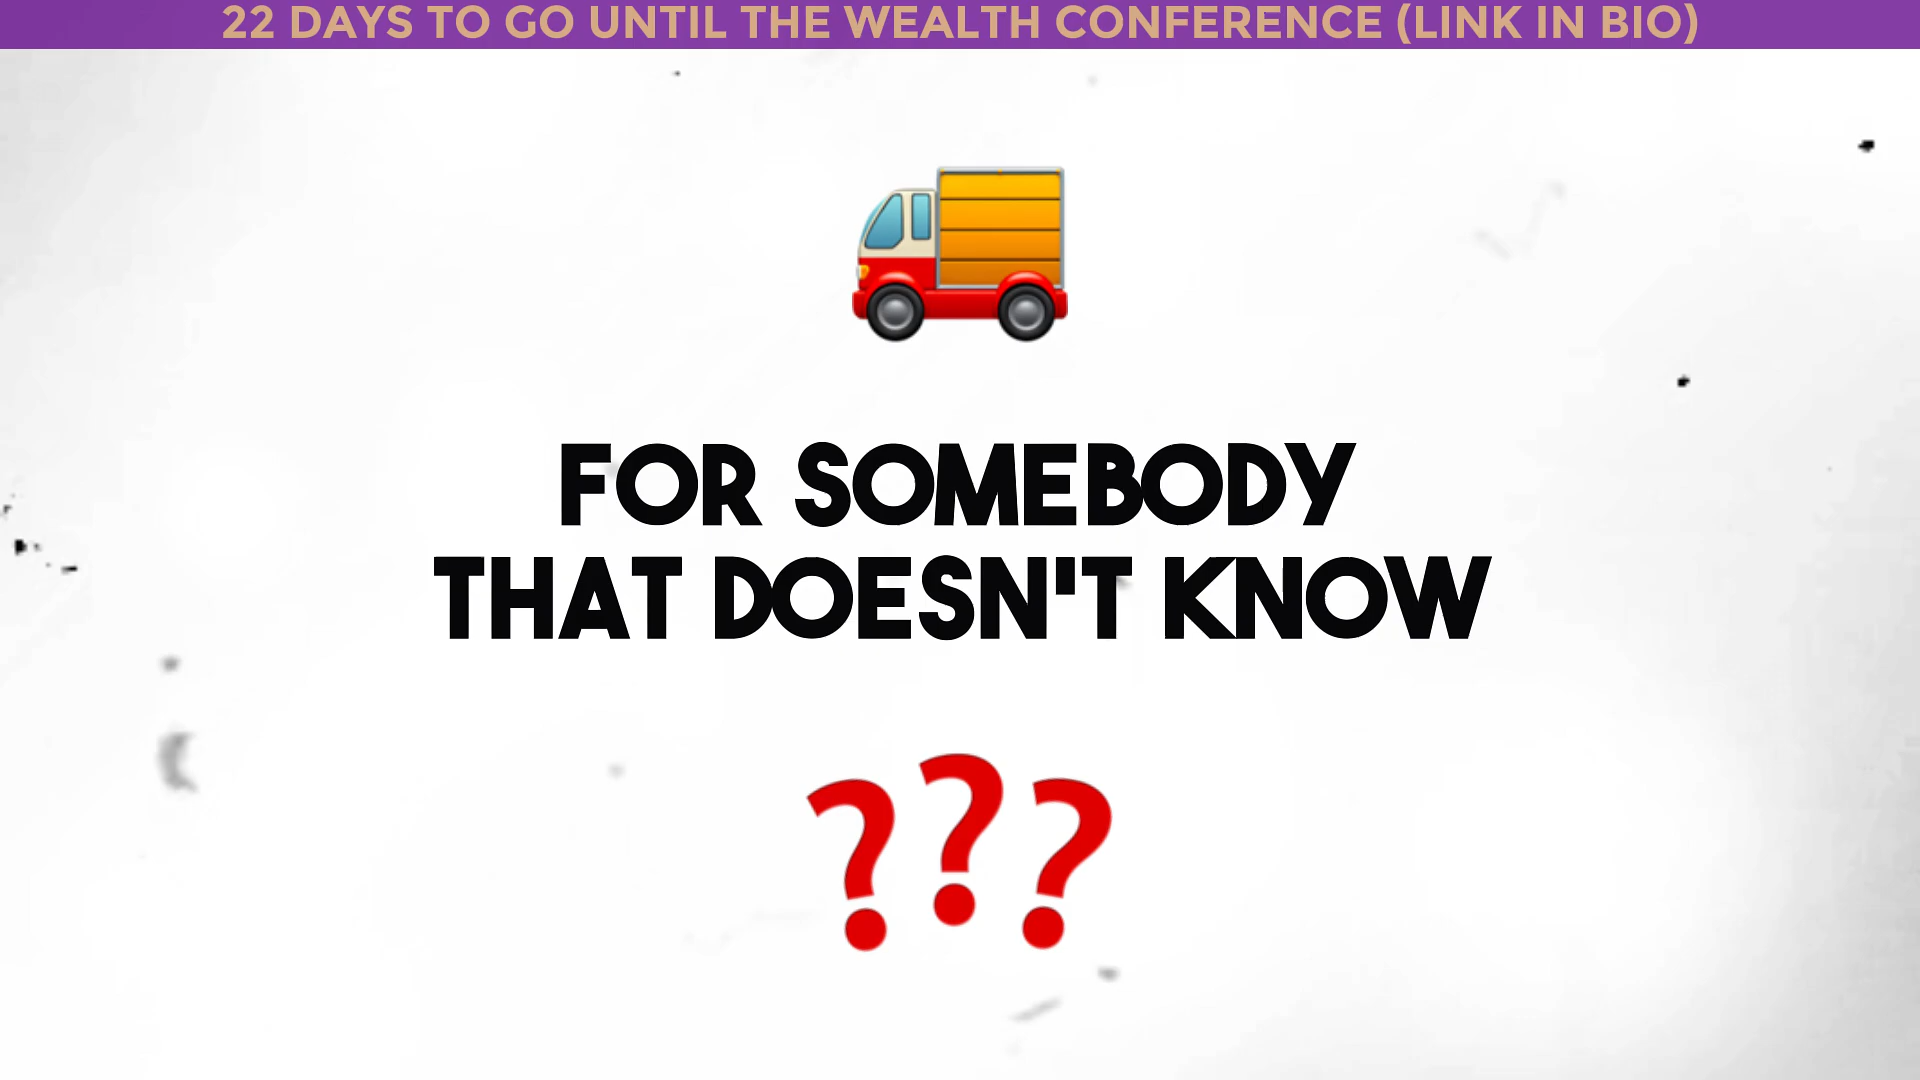 22 DAYS TO GO UNTIL THE WEALTH CONFERENCE (LINK IN BIO)
FOR SOMEBODY
THAT DOESN'T KNOW
???